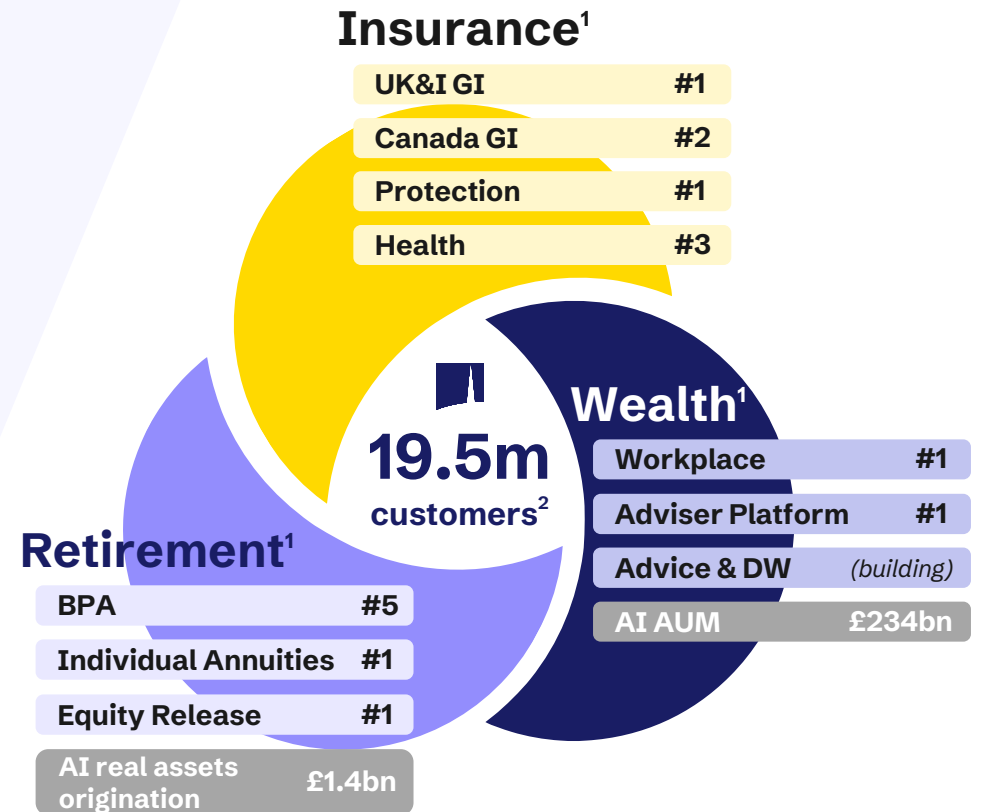 Insurance¹
UK&I GI #1
Canada GI #2
Protection #1
Health #3
19.5m
customers²
Wealth¹
Workplace #1
Adviser Platform #1
Advice & DW (building)
AI AUM £234bn
Retirement¹
BPA #5
Individual Annuities #1
Equity Release #1
AI real assets
origination £1.4bn